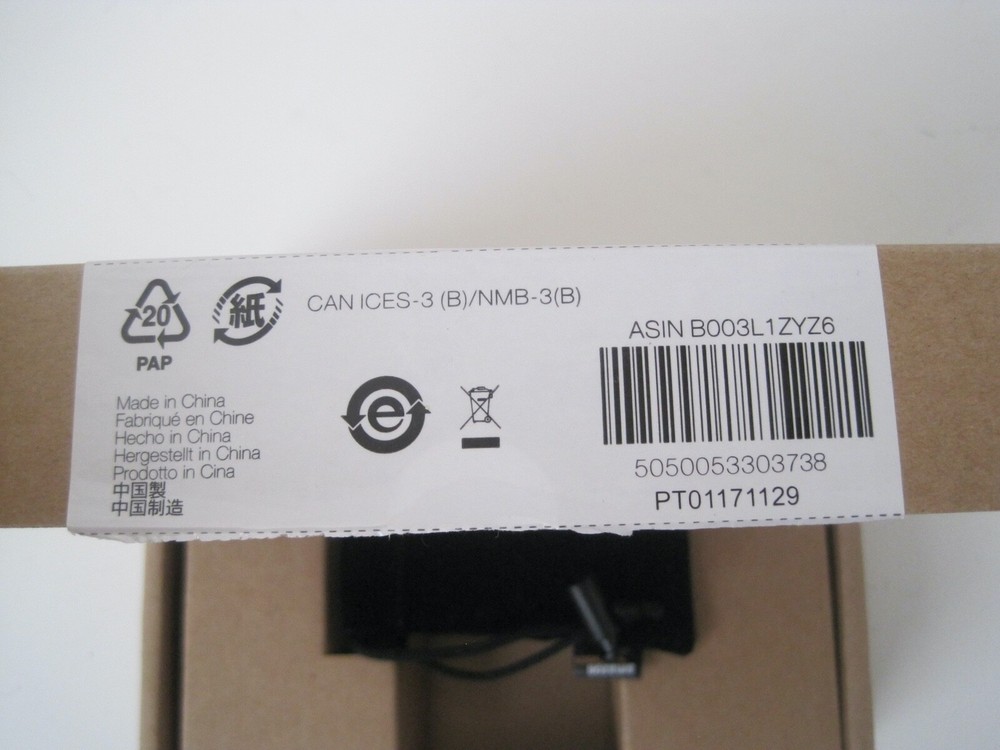 20
PAP
紙
CAN ICES-3 (B)/NMB-3(B)
ASIN B003L1ZYZ6
5050053303738
PT01171129
e
Made in China
Fabriqué en Chine
Hecho in China
Hergestellt in China
Prodotto in Cina
中国製
中国制造